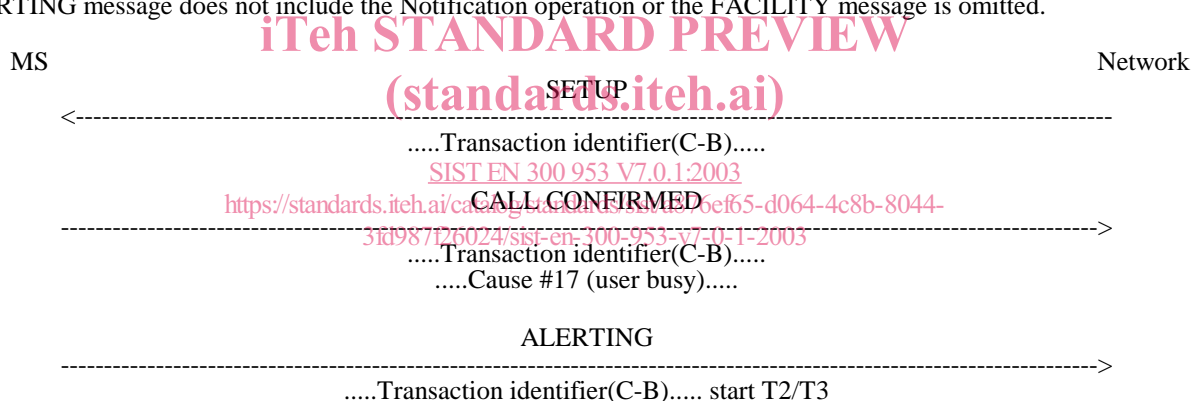 RTING message does not include the Notification operation or the FACILITY message is omitted.
iTeh STANDARD PREVIEW
MS Network
(standards.iteh.ai)
SETUP
<------------------------------------------------------------------------------------------------------------------------
.....Transaction identifier(C-B).....
SIST EN 300 953 V7.0.1:2003
CALL CONFIRMED
https://standards.iteh.ai/catalog/standards/sist/a876ef65-d064-4c8b-8044-
------------------------------------------------------------------------------------------------------------------------>
3fd987f26024/sist-en-300-953-v7-0-1-2003
.....Transaction identifier(C-B).....
.....Cause #17 (user busy).....
ALERTING
------------------------------------------------------------------------------------------------------------------------>
.....Transaction identifier(C-B)..... start T2/T3